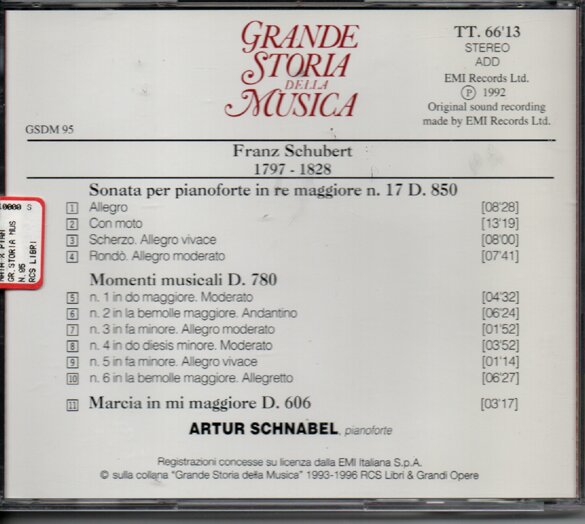 GRANDE
STORIA
DELLA
MUSICA
TT. 66'13
STEREO
ADD
EMI Records Ltd.
Ⓟ 1992
Original sound recording
made by EMI Records Ltd.
GSDM 95
Franz Schubert
1797 - 1828
Sonata per pianoforte in re maggiore n. 17 D. 850
1 Allegro [08'28]
2 Con moto [13'19]
3 Scherzo. Allegro vivace [08'00]
4 Rondò. Allegro moderato [07'41]
Momenti musicali D. 780
5 n. 1 in do maggiore. Moderato [04'32]
6 n. 2 in la bemolle maggiore. Andantino [06'24]
7 n. 3 in fa minore. Allegro moderato [01'52]
8 n. 4 in do diesis minore. Moderato [03'52]
9 n. 5 in fa minore. Allegro vivace [01'14]
10 n. 6 in la bemolle maggiore. Allegretto [06'27]
11 Marcia in mi maggiore D. 606 [03'17]
ARTUR SCHNABEL, pianoforte
Registrazioni concesse su licenza dalla EMI Italiana S.p.A.
© sulla collana "Grande Storia della Musica" 1993-1996 RCS Libri & Grandi Opere
GR.STORIA MUS
N.95
RCS LIBRI